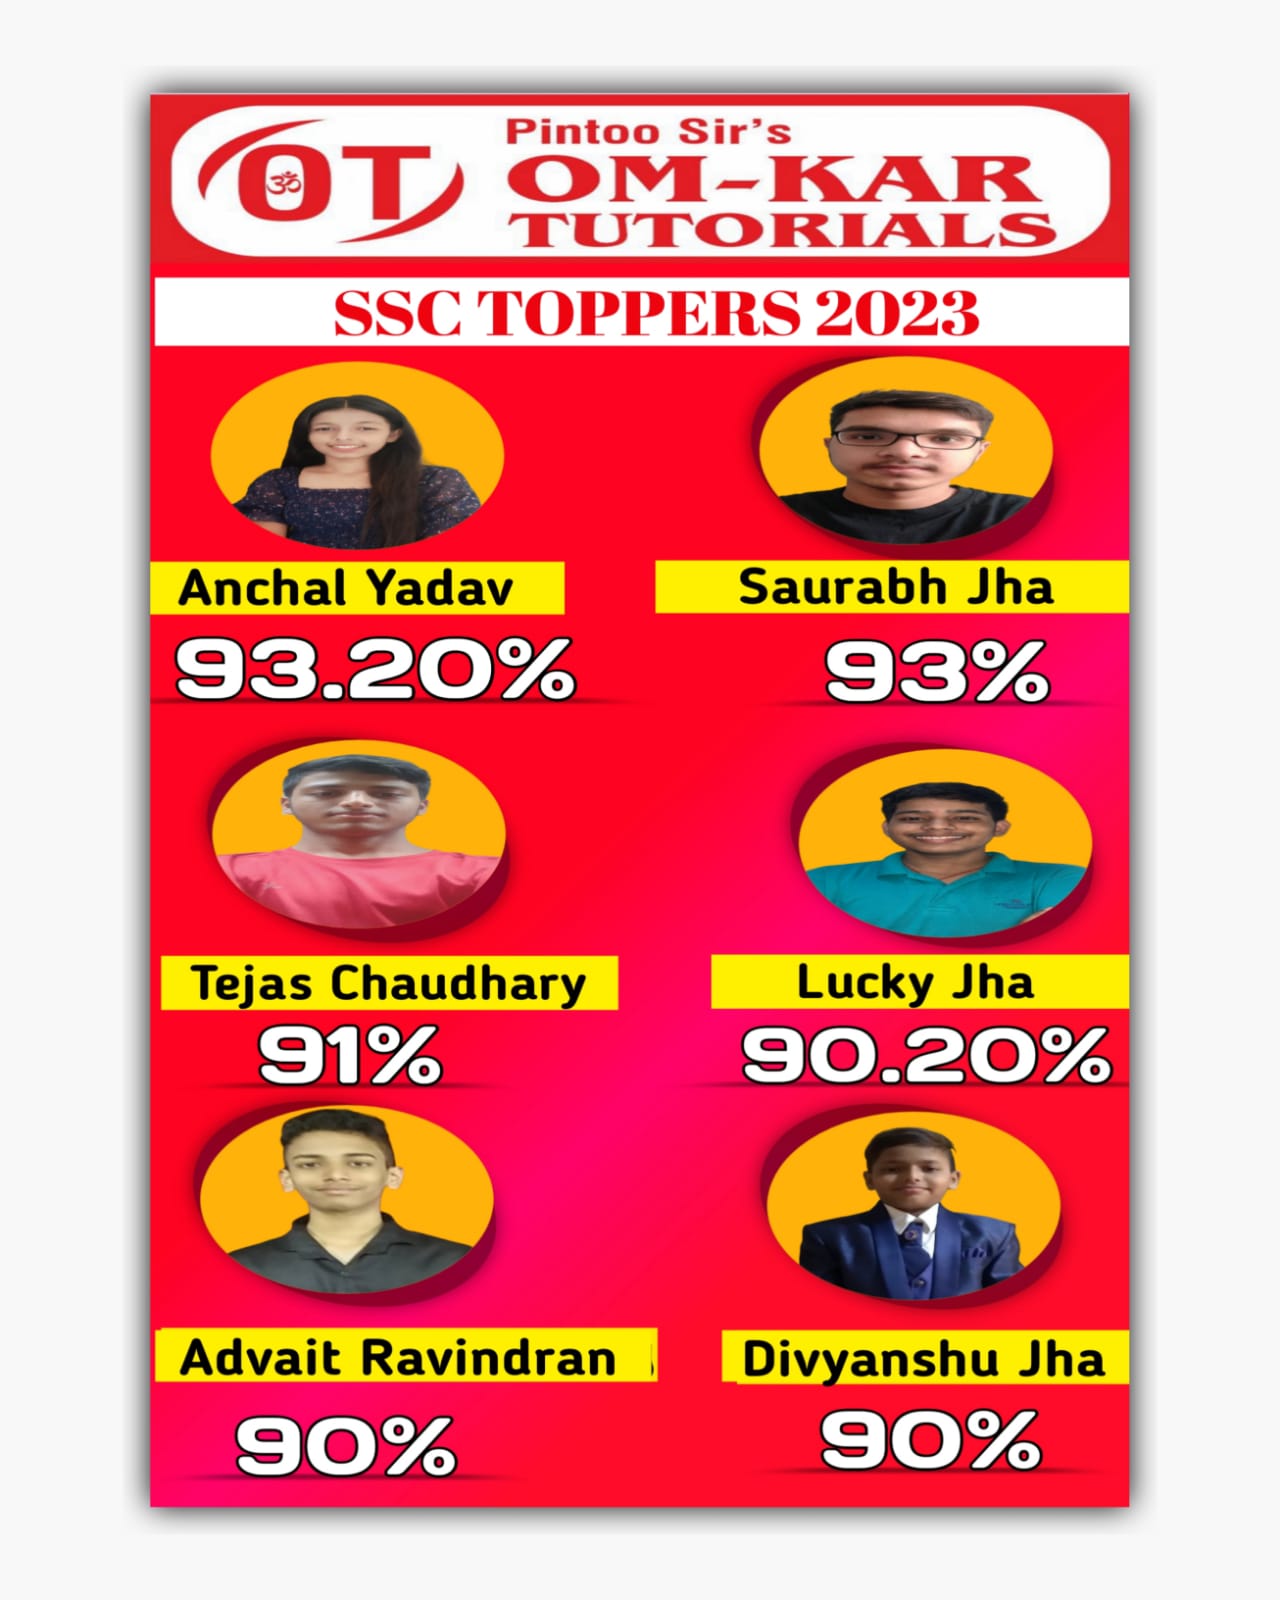 OT
ॐ
Pintoo Sir's
OM-KAR
TUTORIALS
SSC TOPPERS 2023
Anchal Yadav
93.20%
Saurabh Jha
93%
Tejas Chaudhary
91%
Lucky Jha
90.20%
Advait Ravindran
90%
Divyanshu Jha
90%